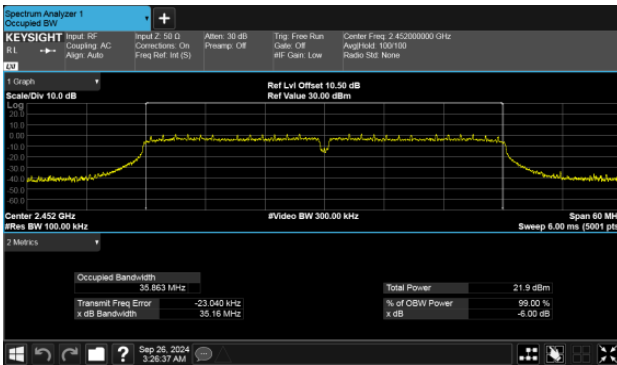 Spectrum Analyzer 1
Occupied BW
KEYSIGHT Input: RF Input Z: 50 Ω Atten: 30 dB Trig: Free Run Center Freq: 2.452000000 GHz
RL Coupling: AC Corrections: On Preamp: Off Gate: Off Avg|Hold: 100/100
Align: Auto Freq Ref: Int (S) #IF Gain: Low Radio Std: None
LXI
1 Graph Ref Lvl Offset 10.50 dB
Scale/Div 10.0 dB Ref Value 30.00 dBm
Log
20.0
10.0
0.00
-10.0
-20.0
-30.0
-40.0
-50.0
-60.0
Center 2.452 GHz #Video BW 300.00 kHz Span 60 MH
#Res BW 100.00 kHz Sweep 6.00 ms (5001 pts
2 Metrics
Occupied Bandwidth
35.863 MHz Total Power 21.9 dBm
Transmit Freq Error -23.040 kHz % of OBW Power 99.00 %
x dB Bandwidth 35.16 MHz x dB -6.00 dB
Sep 26, 2024
3:26:37 AM